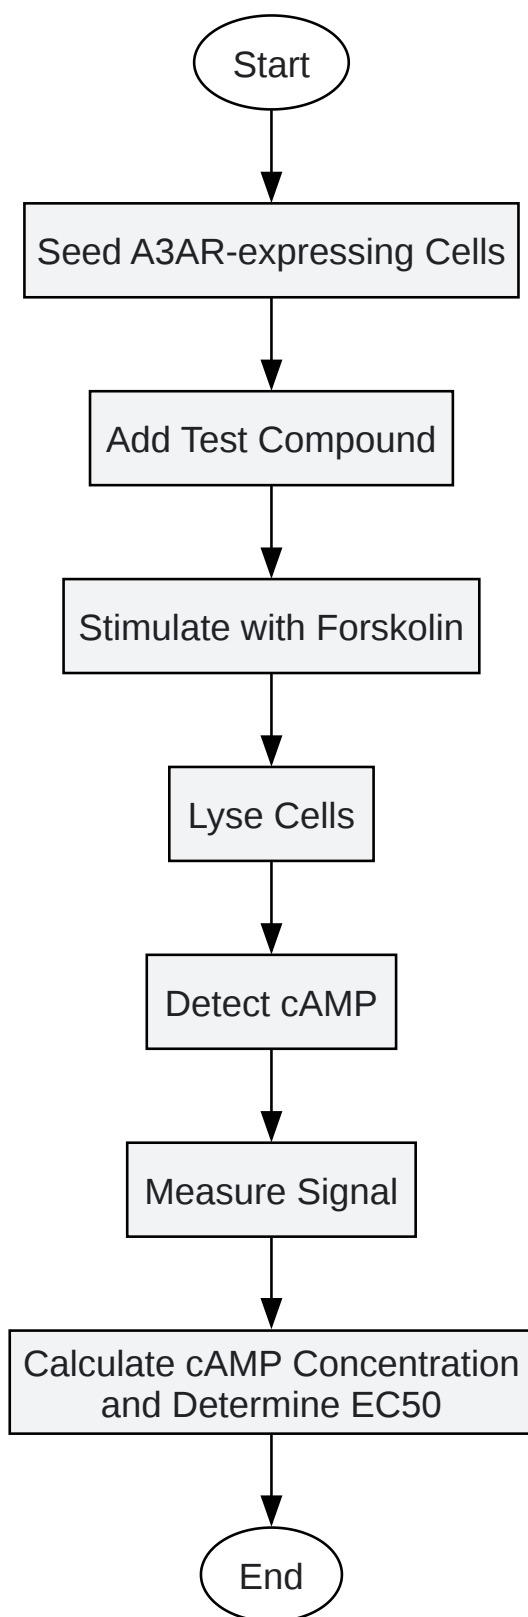 Start
Seed A3AR-expressing Cells
Add Test Compound
Stimulate with Forskolin
Lyse Cells
Detect cAMP
Measure Signal
Calculate cAMP Concentration
and Determine EC50
End